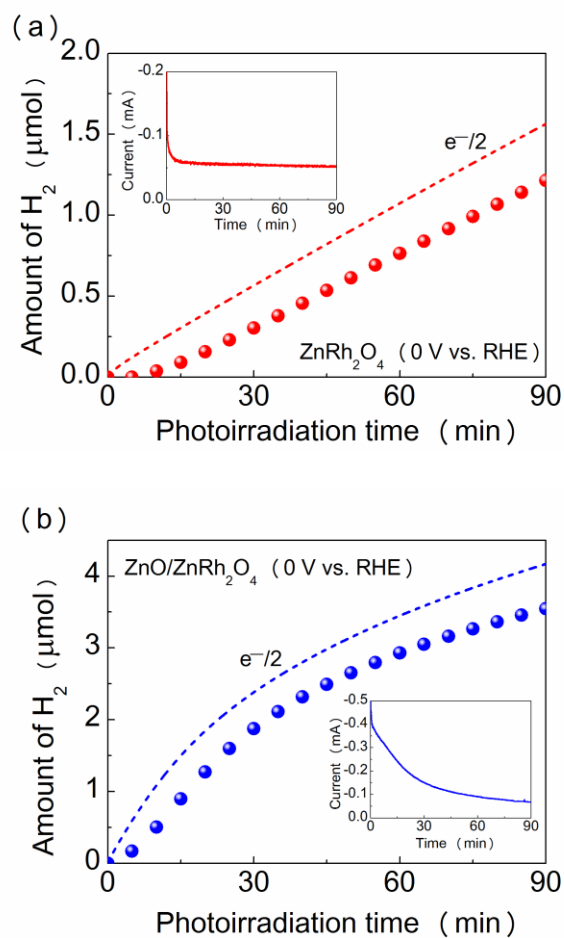 (a)
2.0
1.5
1.0
0.5
0.0
Amount of H₂ (μmol)
-0.2
-0.1
0.0
Current (mA)
0 30 60 90
Time (min)
e⁻/2
ZnRh₂O₄ (0 V vs. RHE)
0 30 60 90
Photoirradiation time (min)
(b)
4
3
2
1
0
Amount of H₂ (μmol)
ZnO/ZnRh₂O₄ (0 V vs. RHE)
e⁻/2
-0.5
-0.4
-0.3
-0.2
-0.1
-0.0
Current (mA)
0 30 60 90
Time (min)
0 30 60 90
Photoirradiation time (min)